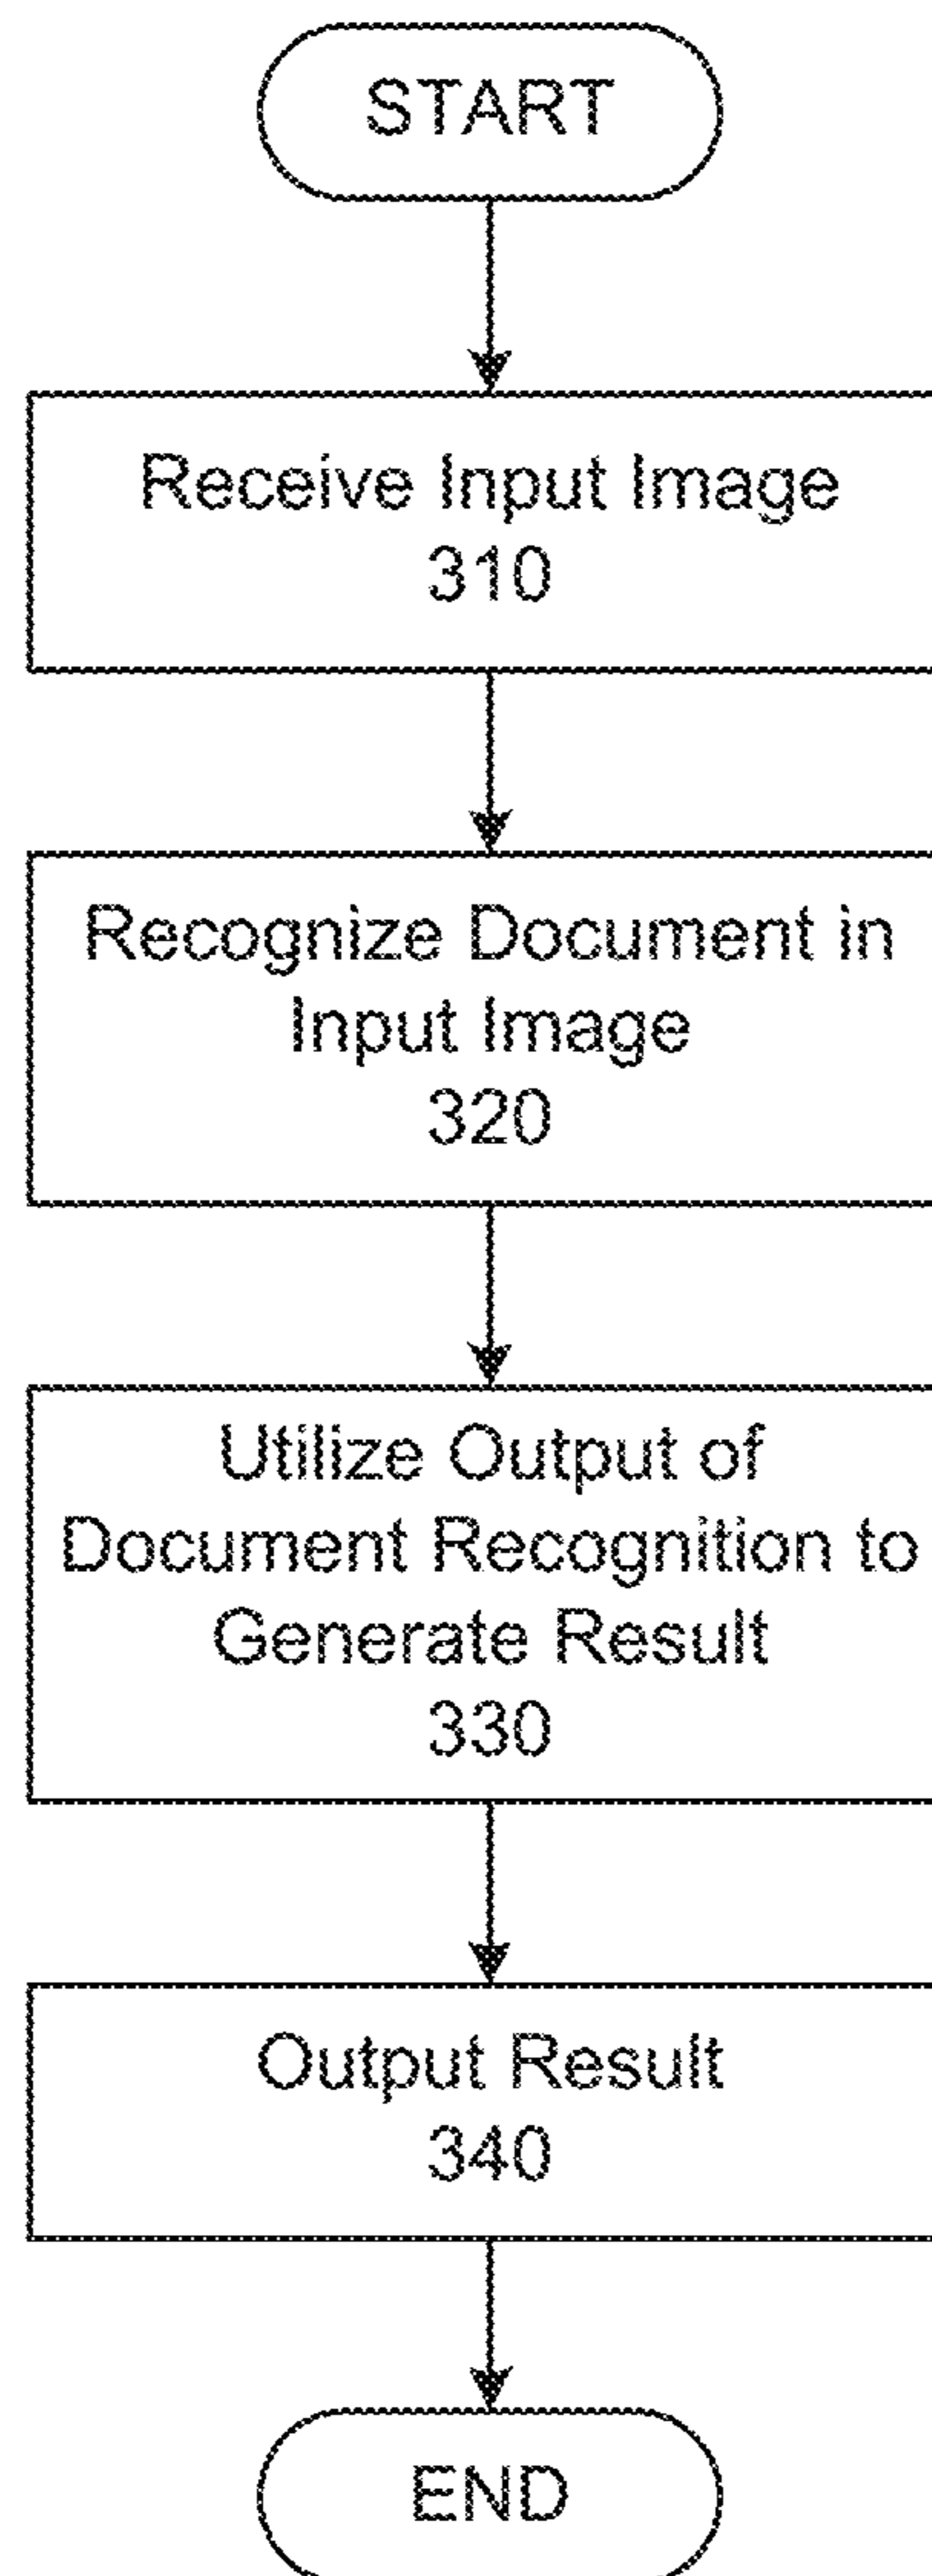 START
Receive Input Image
310
Recognize Document in
Input Image
320
Utilize Output of
Document Recognition to
Generate Result
330
Output Result
340
END